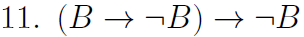 11. (B → ¬B) → ¬B